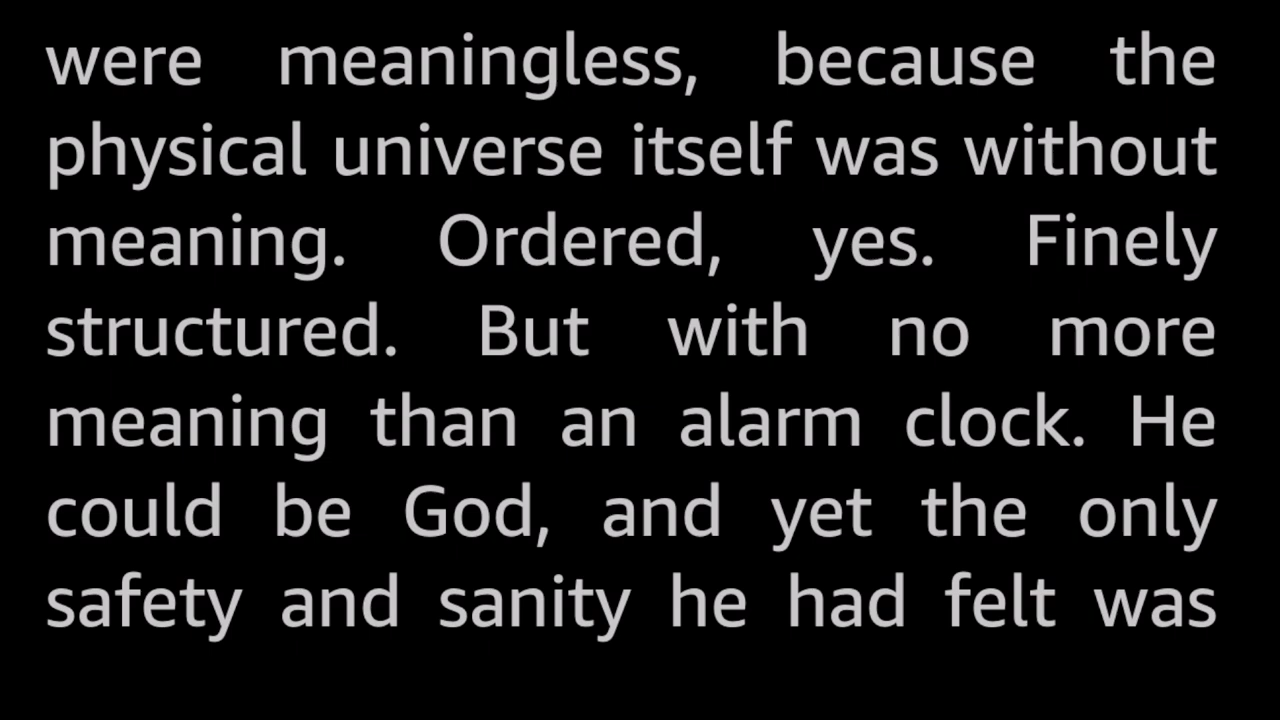 were meaningless, because the
physical universe itself was without
meaning. Ordered, yes. Finely
structured. But with no more
meaning than an alarm clock. He
could be God, and yet the only
safety and sanity he had felt was